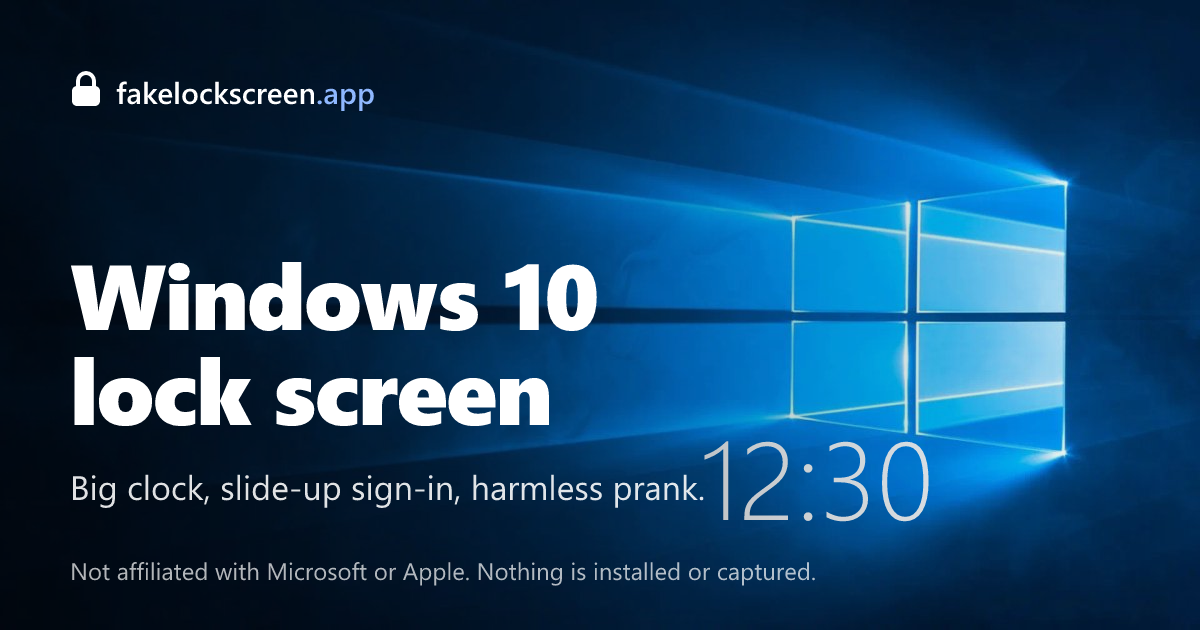 fakelockscreen.app
Windows 10
lock screen
Big clock, slide-up sign-in, harmless prank.
12:30
Not affiliated with Microsoft or Apple. Nothing is installed or captured.